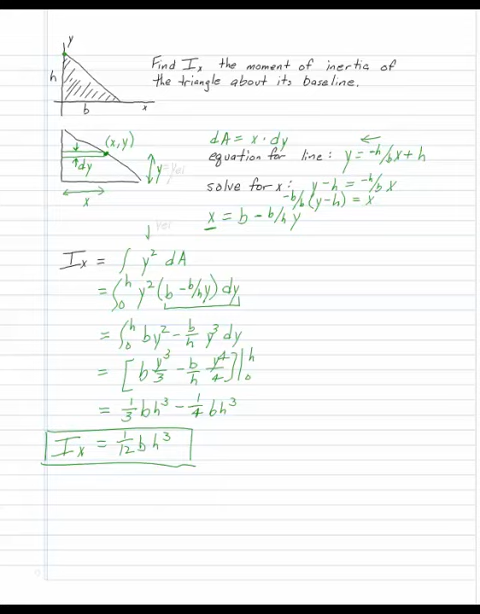 y
Find Ix the moment of inertia of
the triangle about its baseline.
h
b
x
(x,y)
dy
y
x
dA = x · dy
equation for line: y = -h/b x + h
solve for x: y-h = -h/b x
-b/h (y-h) = x
x = b - b/h y
Ix = ∫ y² dA
= ∫₀ʰ y² (b - b/h y) dy
= ∫₀ʰ by² - b/h y³ dy
= [b y³/3 - b/h y⁴/4]|₀ʰ
= 1/3 bh³ - 1/4 bh³
Ix = 1/12 bh³